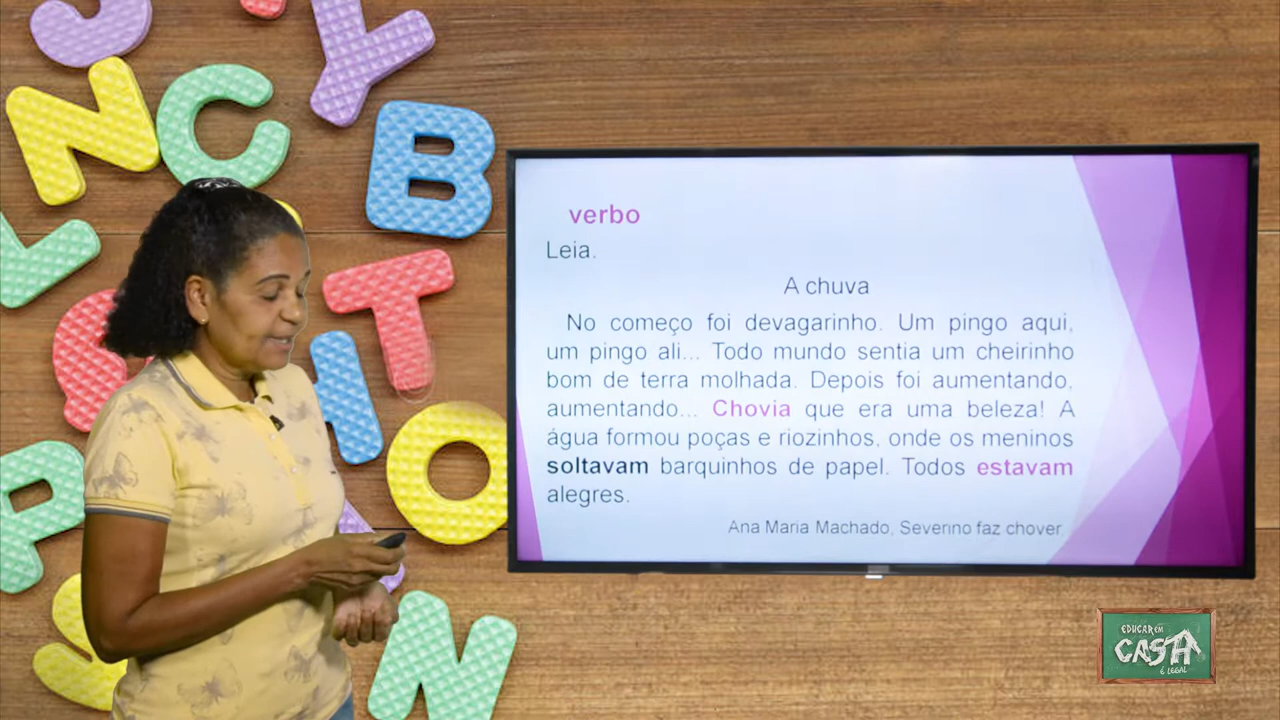 verbo
Leia.
A chuva
No começo foi devagarinho. Um pingo aqui,
um pingo ali... Todo mundo sentia um cheirinho
bom de terra molhada. Depois foi aumentando,
aumentando... Chovia que era uma beleza! A
água formou poças e riozinhos, onde os meninos
soltavam barquinhos de papel. Todos estavam
alegres.
Ana Maria Machado, Severino faz chover.
EDUCAR EM
CASA
É LEGAL